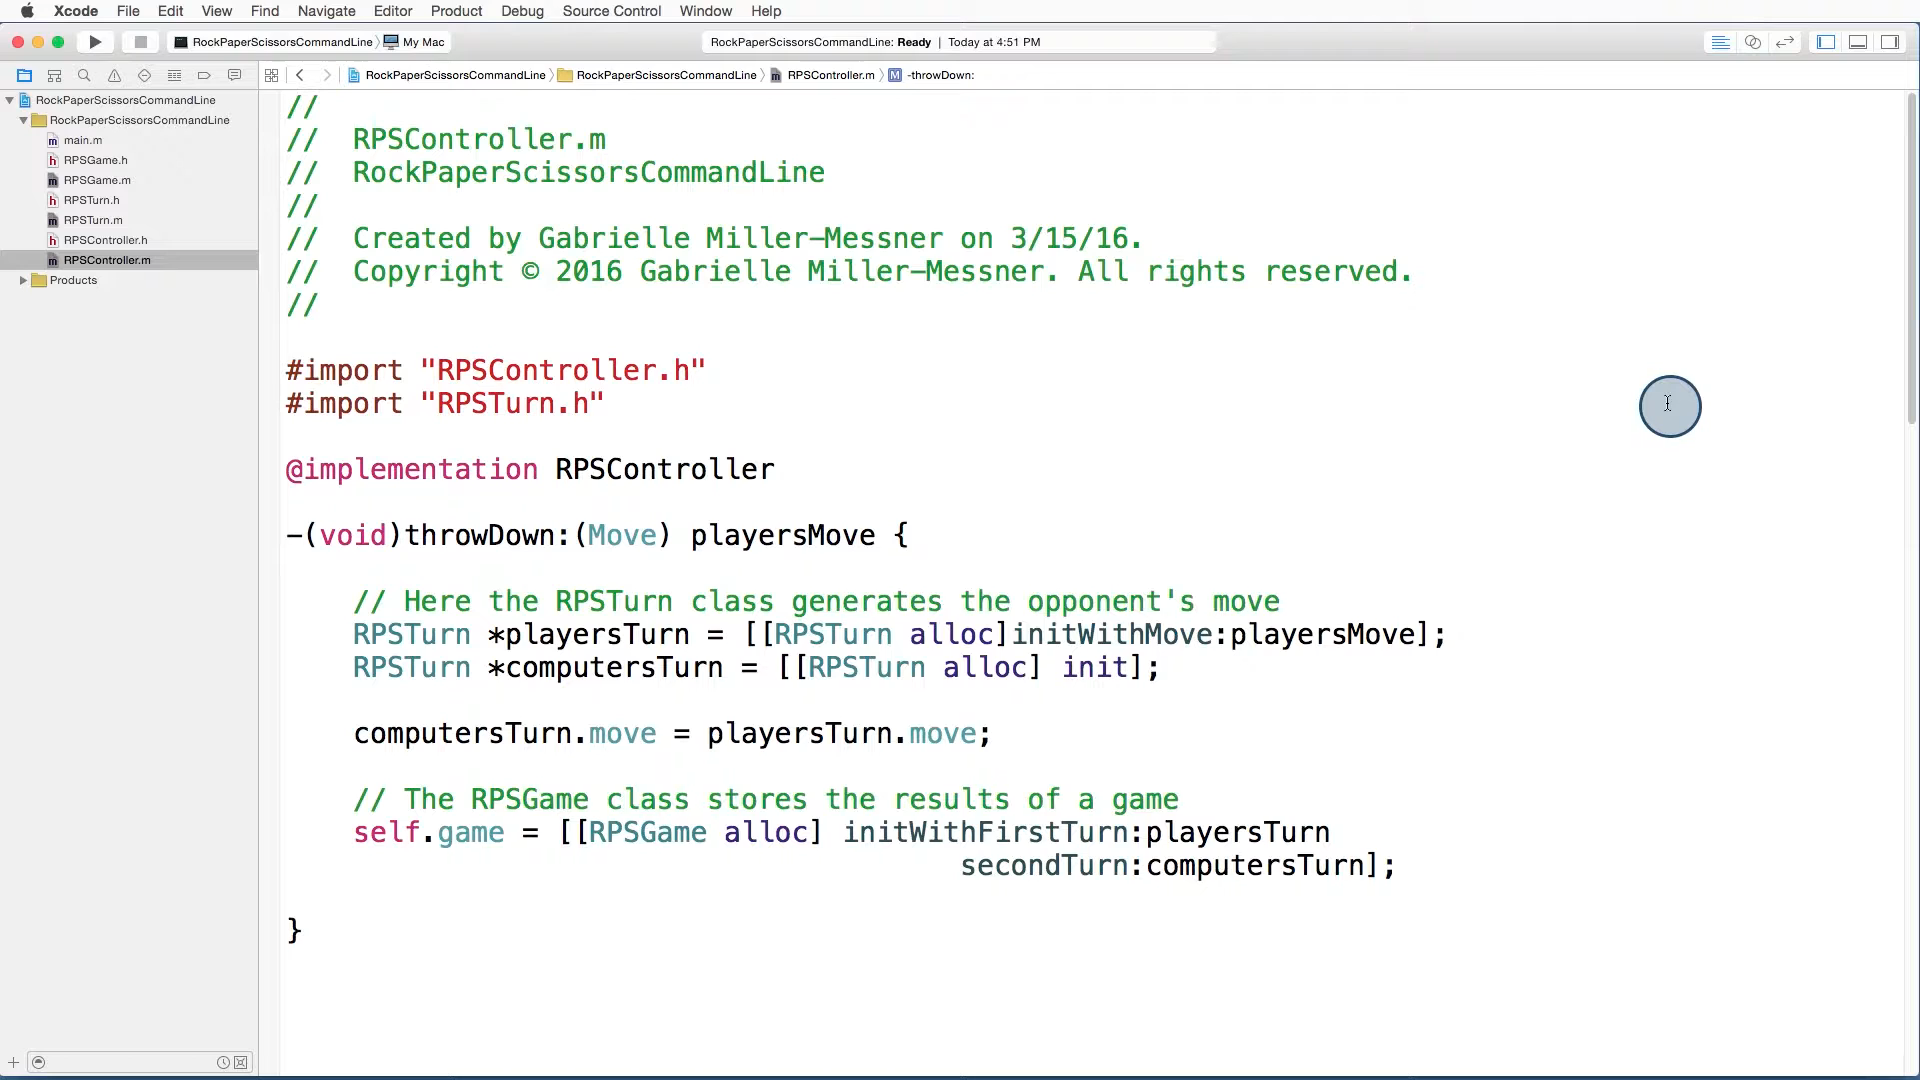 Xcode File Edit View Find Navigate Editor Product Debug Source Control Window Help
RockPaperScissorsCommandLine My Mac
RockPaperScissorsCommandLine: Ready | Today at 4:51 PM
RockPaperScissorsCommandLine RockPaperScissorsCommandLine RPSController.m M -throwDown:
RockPaperScissorsCommandLine
RockPaperScissorsCommandLine
m main.m
h RPSGame.h
m RPSGame.m
h RPSTurn.h
m RPSTurn.m
h RPSController.h
m RPSController.m
Products
//
// RPSController.m
// RockPaperScissorsCommandLine
//
// Created by Gabrielle Miller-Messner on 3/15/16.
// Copyright © 2016 Gabrielle Miller-Messner. All rights reserved.
//
#import "RPSController.h"
#import "RPSTurn.h"
@implementation RPSController
-(void)throwDown:(Move) playersMove {
// Here the RPSTurn class generates the opponent's move
RPSTurn *playersTurn = [[RPSTurn alloc]initWithMove:playersMove];
RPSTurn *computersTurn = [[RPSTurn alloc] init];
computersTurn.move = playersTurn.move;
// The RPSGame class stores the results of a game
self.game = [[RPSGame alloc] initWithFirstTurn:playersTurn
secondTurn:computersTurn];
}